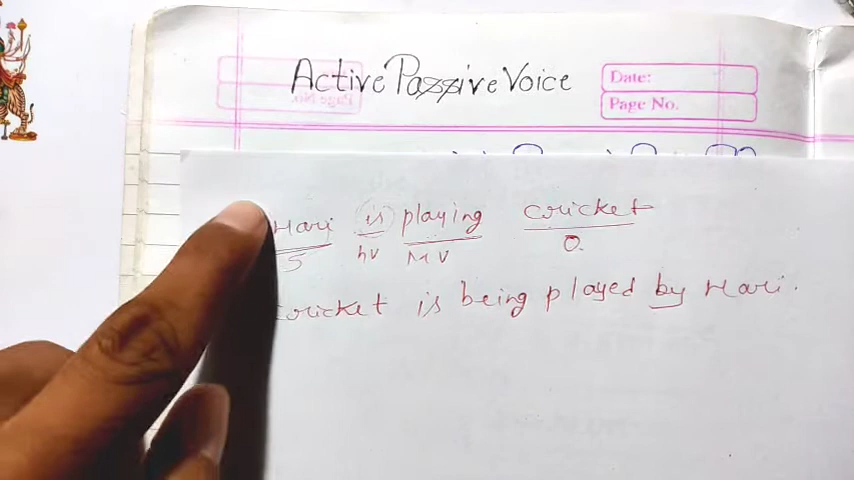 Active Passive Voice
Date:
Page No.
Hari is playing cricket
S hv MV O.
cricket is being played by Hari.